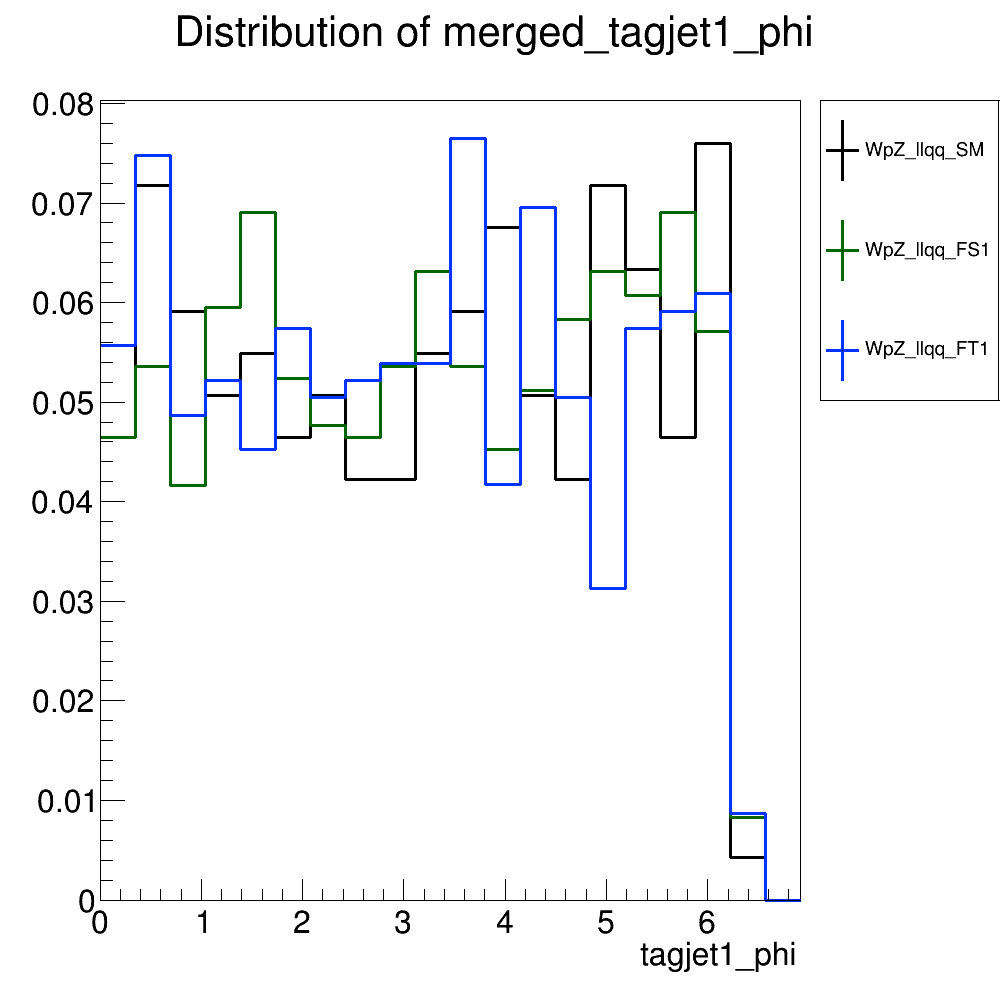 Distribution of merged_tagjet1_phi
0.08
0.07
0.06
0.05
0.04
0.03
0.02
0.01
0
0 1 2 3 4 5 6
tagjet1_phi
WpZ_llqq_SM
WpZ_llqq_FS1
WpZ_llqq_FT1